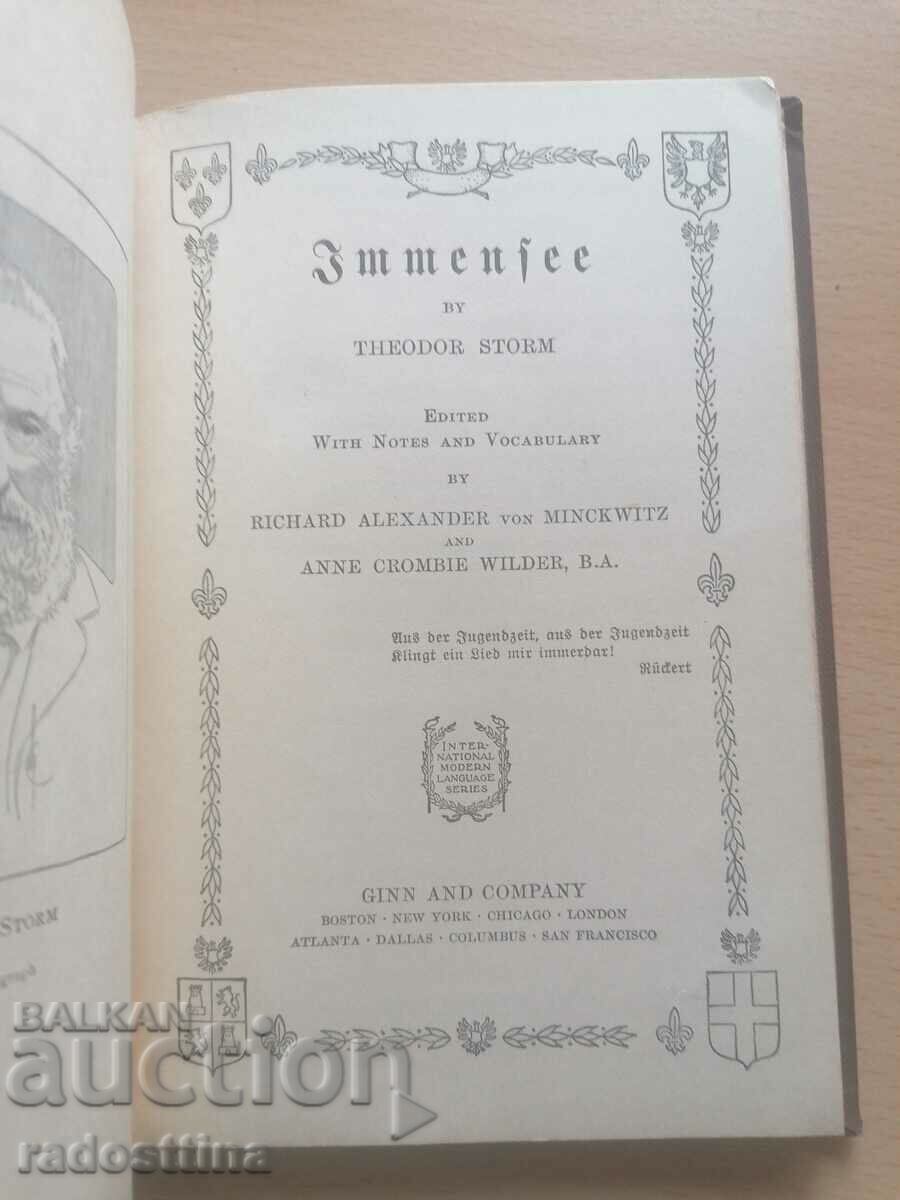 Immensee
BY
THEODOR STORM
EDITED
WITH NOTES AND VOCABULARY
BY
RICHARD ALEXANDER VON MINCKWITZ
AND
ANNE CROMBIE WILDER, B.A.
Aus der Jugendzeit, aus der Jugendzeit
Klingt ein Lied mir immerdar!
Rückert
INTER-
NATIONAL
MODERN
LANGUAGE
SERIES
GINN AND COMPANY
BOSTON · NEW YORK · CHICAGO · LONDON
ATLANTA · DALLAS · COLUMBUS · SAN FRANCISCO
STORM
BALKAN
auction
radosttina